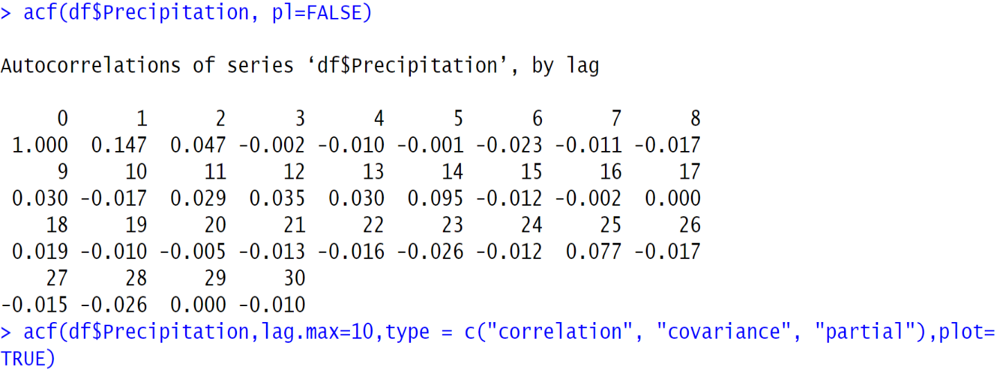 > acf(df$Precipitation, pl=FALSE)
Autocorrelations of series ‘df$Precipitation’, by lag
0 1 2 3 4 5 6 7 8
1.000 0.147 0.047 -0.002 -0.010 -0.001 -0.023 -0.011 -0.017
9 10 11 12 13 14 15 16 17
0.030 -0.017 0.029 0.035 0.030 0.095 -0.012 -0.002 0.000
18 19 20 21 22 23 24 25 26
0.019 -0.010 -0.005 -0.013 -0.016 -0.026 -0.012 0.077 -0.017
27 28 29 30
-0.015 -0.026 0.000 -0.010
> acf(df$Precipitation,lag.max=10,type = c("correlation", "covariance", "partial"),plot=
TRUE)